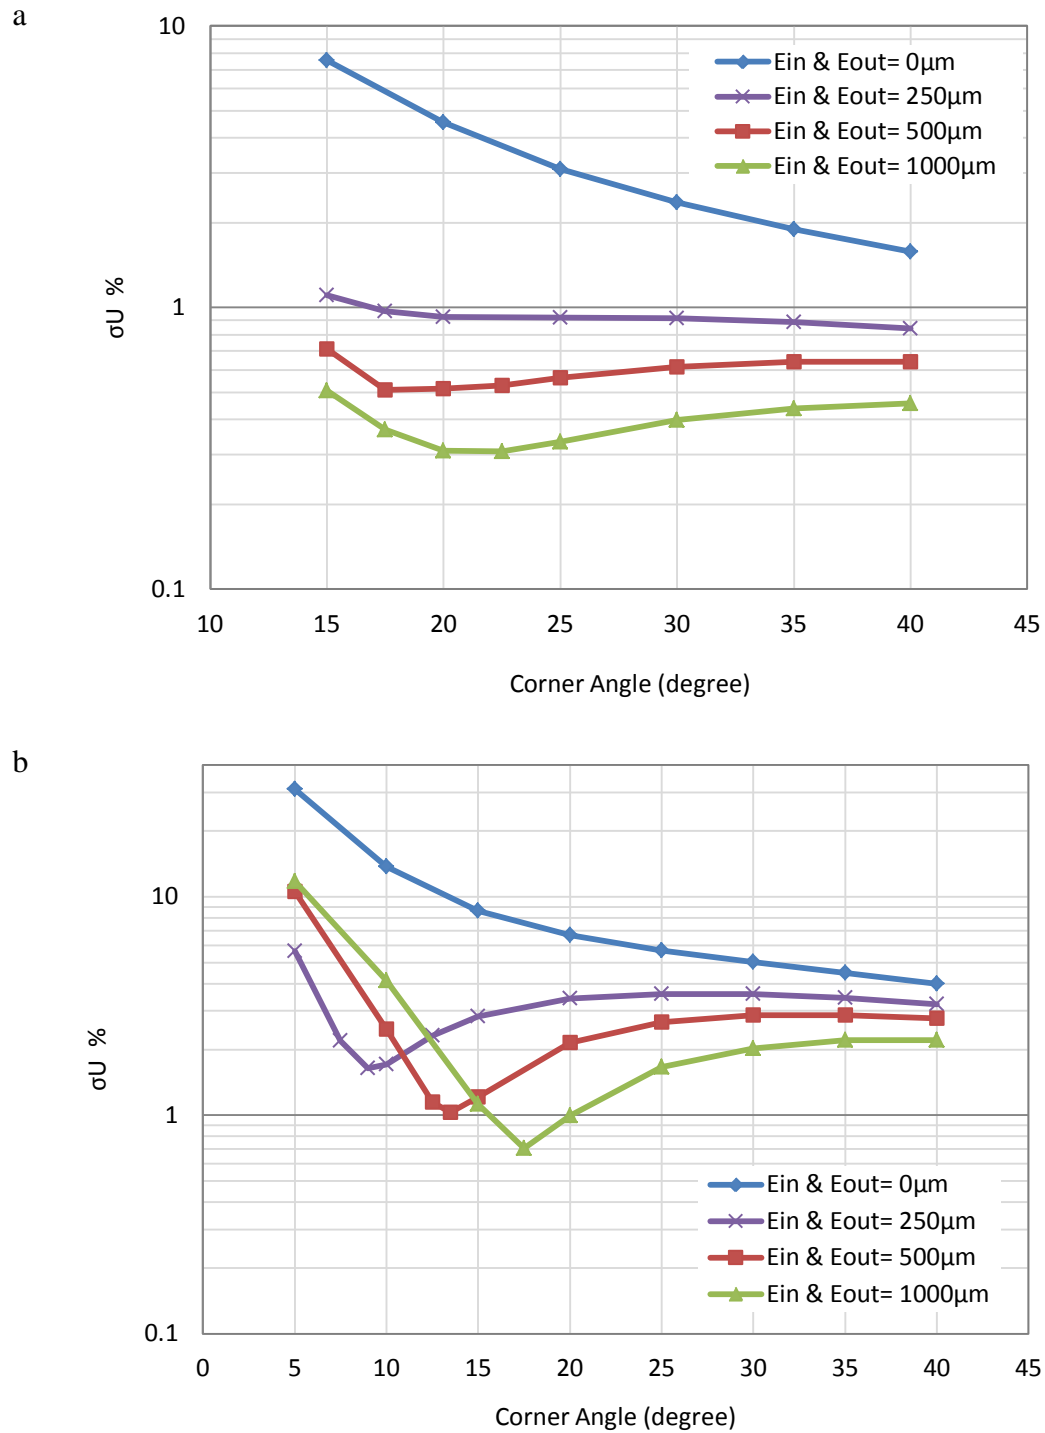 a
10
Ein & Eout= 0µm
Ein & Eout= 250µm
Ein & Eout= 500µm
Ein & Eout= 1000µm
σU %
1
0.1
10 15 20 25 30 35 40 45
Corner Angle (degree)
b
10
σU %
1
Ein & Eout= 0µm
Ein & Eout= 250µm
Ein & Eout= 500µm
Ein & Eout= 1000µm
0.1
0 5 10 15 20 25 30 35 40 45
Corner Angle (degree)